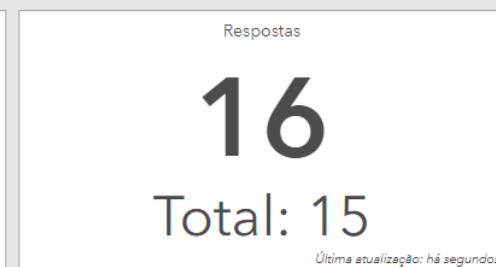 Respostas
16
Total: 15
Última atualização: há segundos